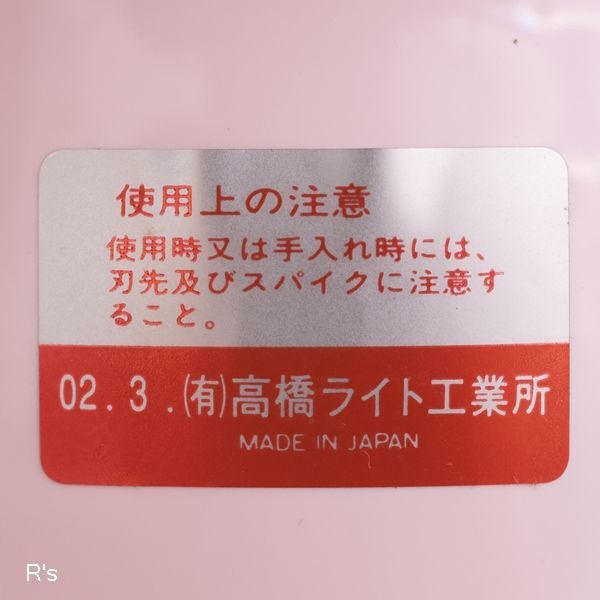 使用上の注意
使用時又は手入れ時には、
刃先及びスパイクに注意す
ること。
02.3.(有)高橋ライト工業所
MADE IN JAPAN
R's